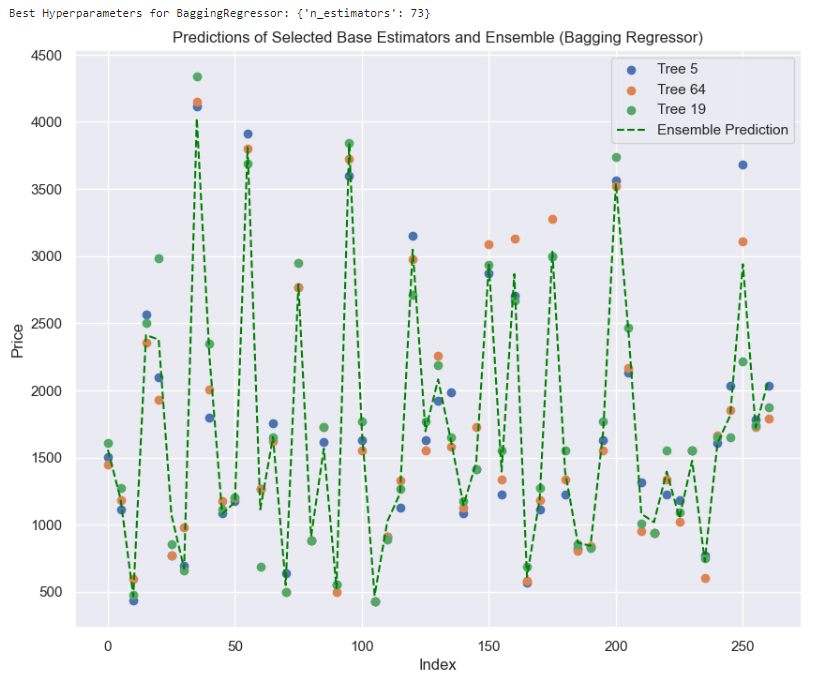 Best Hyperparameters for BaggingRegressor: {'n_estimators': 73}
Predictions of Selected Base Estimators and Ensemble (Bagging Regressor)
4500
4000
3500
3000
2500
2000
1500
1000
500
Price
Tree 5
Tree 64
Tree 19
Ensemble Prediction
0 50 100 150 200 250
Index